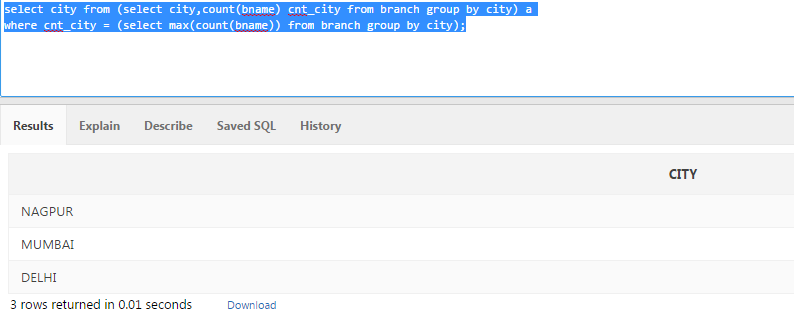 select city from (select city,count(bname) cnt_city from branch group by city) a
where cnt_city = (select max(count(bname)) from branch group by city);
Results Explain Describe Saved SQL History
CITY
NAGPUR
MUMBAI
DELHI
3 rows returned in 0.01 seconds Download